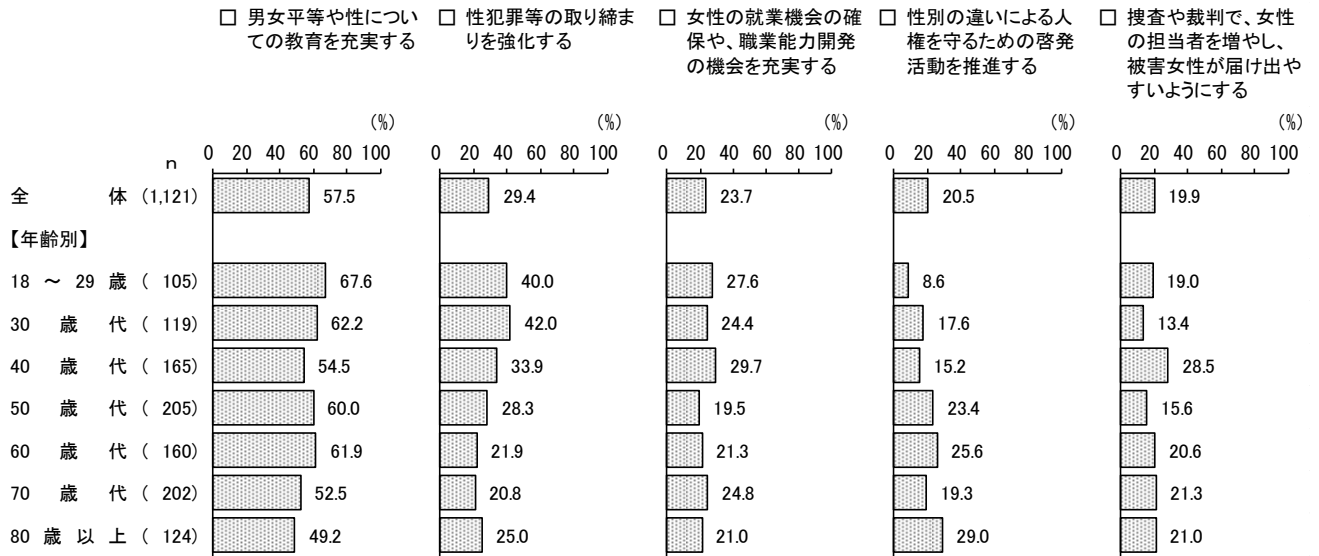 □ 男女平等や性につい
ての教育を充実する
□ 性犯罪等の取り締ま
りを強化する
□ 女性の就業機会の確
保や、職業能力開発
の機会を充実する
□ 性別の違いによる人
権を守るための啓発
活動を推進する
□ 捜査や裁判で、女性
の担当者を増やし、
被害女性が届け出や
すいようにする
(%) (%) (%) (%) (%)
n 0 20 40 60 80 100 0 20 40 60 80 100 0 20 40 60 80 100 0 20 40 60 80 100 0 20 40 60 80 100
全 体 (1,121) 57.5 29.4 23.7 20.5 19.9
【年齢別】
18 ～ 29 歳 ( 105) 67.6 40.0 27.6 8.6 19.0
30 歳 代 ( 119) 62.2 42.0 24.4 17.6 13.4
40 歳 代 ( 165) 54.5 33.9 29.7 15.2 28.5
50 歳 代 ( 205) 60.0 28.3 19.5 23.4 15.6
60 歳 代 ( 160) 61.9 21.9 21.3 25.6 20.6
70 歳 代 ( 202) 52.5 20.8 24.8 19.3 21.3
80 歳 以 上 ( 124) 49.2 25.0 21.0 29.0 21.0